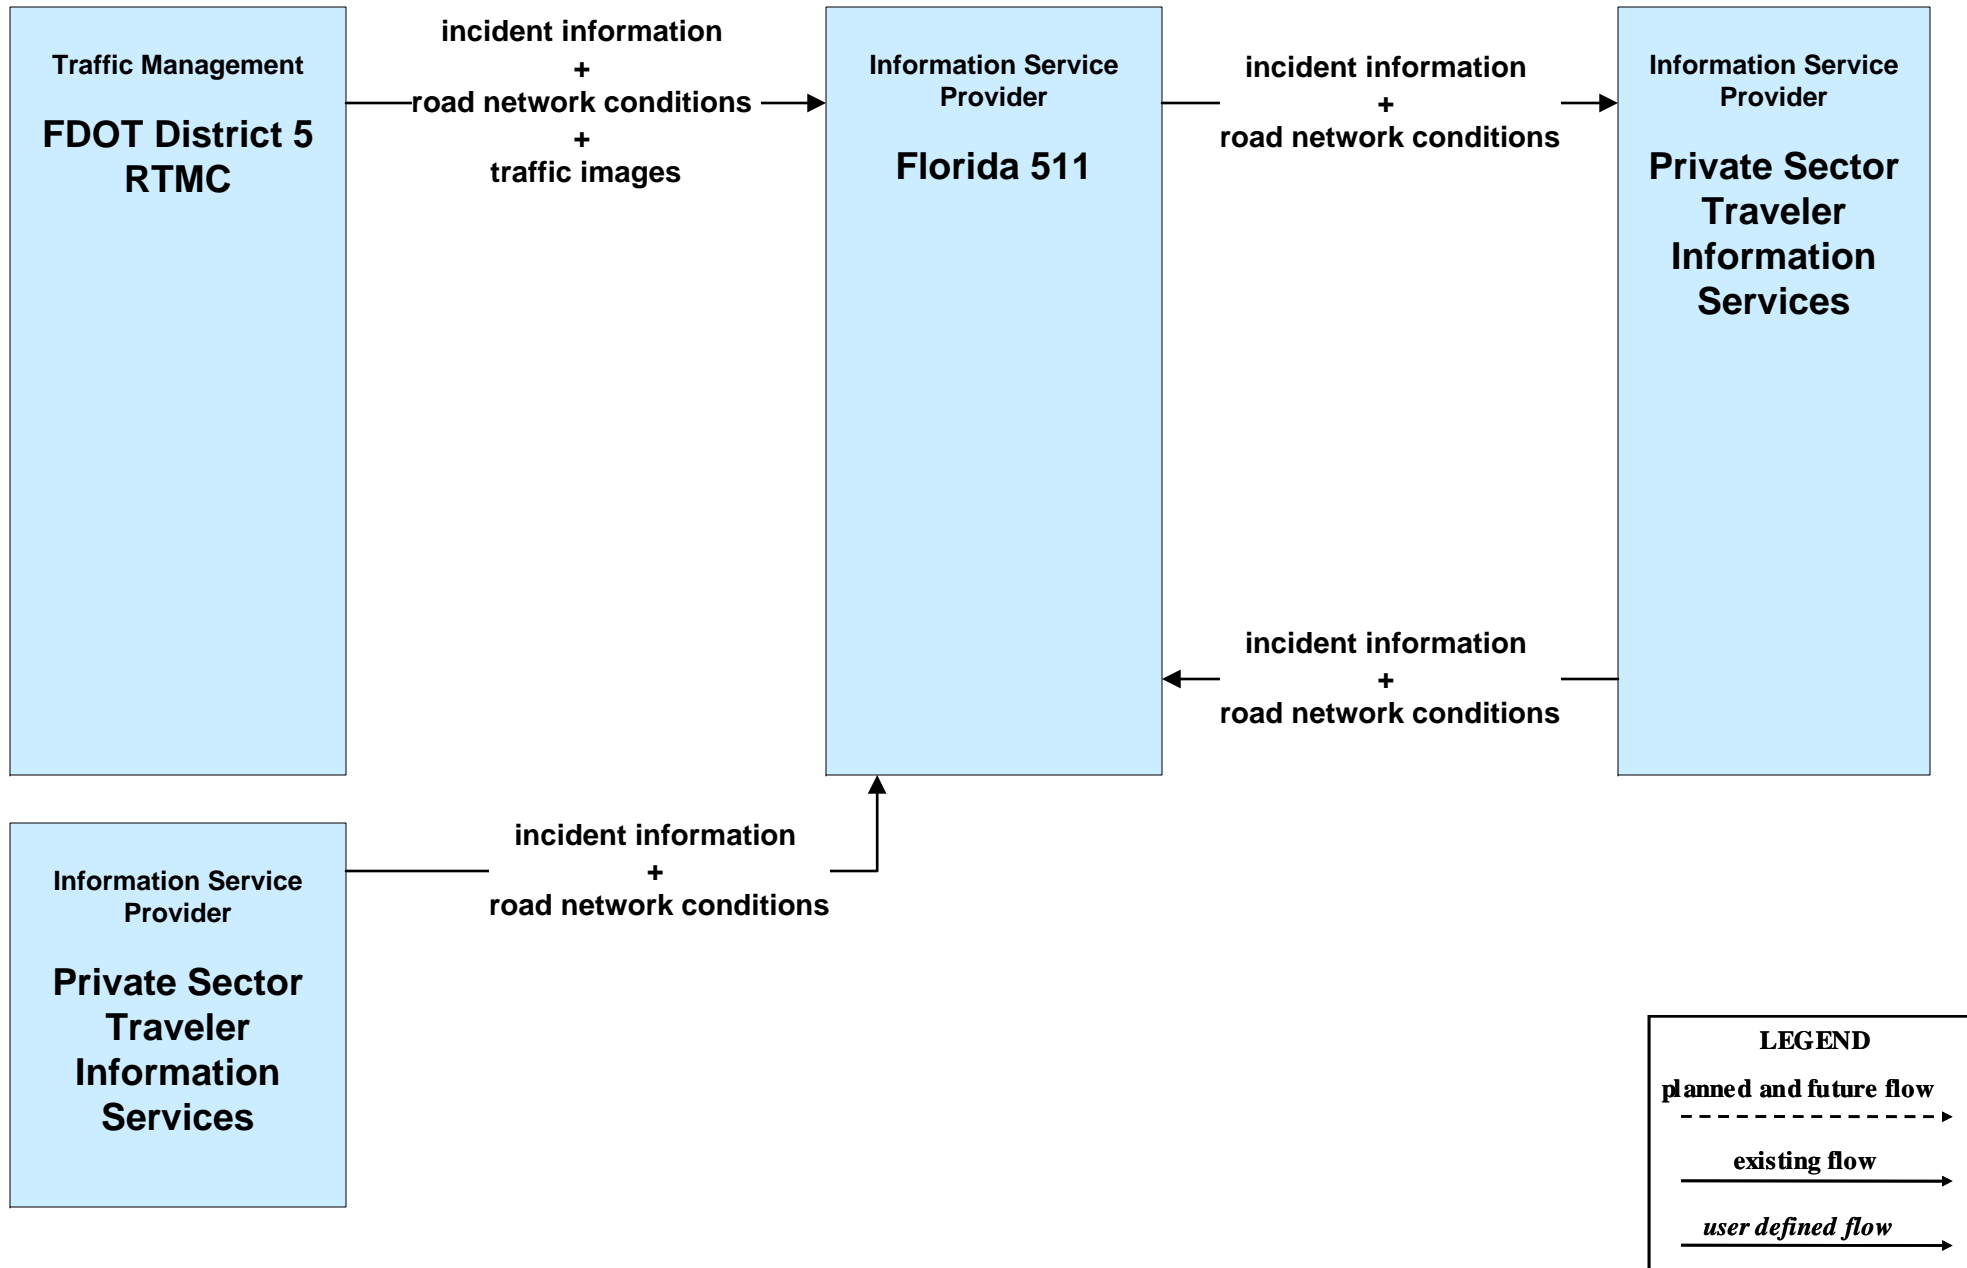 Traffic Management
FDOT District 5
RTMC
incident information
+
road network conditions
+
traffic images
Information Service
Provider
Florida 511
incident information
+
road network conditions
Information Service
Provider
Private Sector
Traveler
Information
Services
incident information
+
road network conditions
Information Service
Provider
Private Sector
Traveler
Information
Services
incident information
+
road network conditions
LEGEND
planned and future flow
existing flow
user defined flow